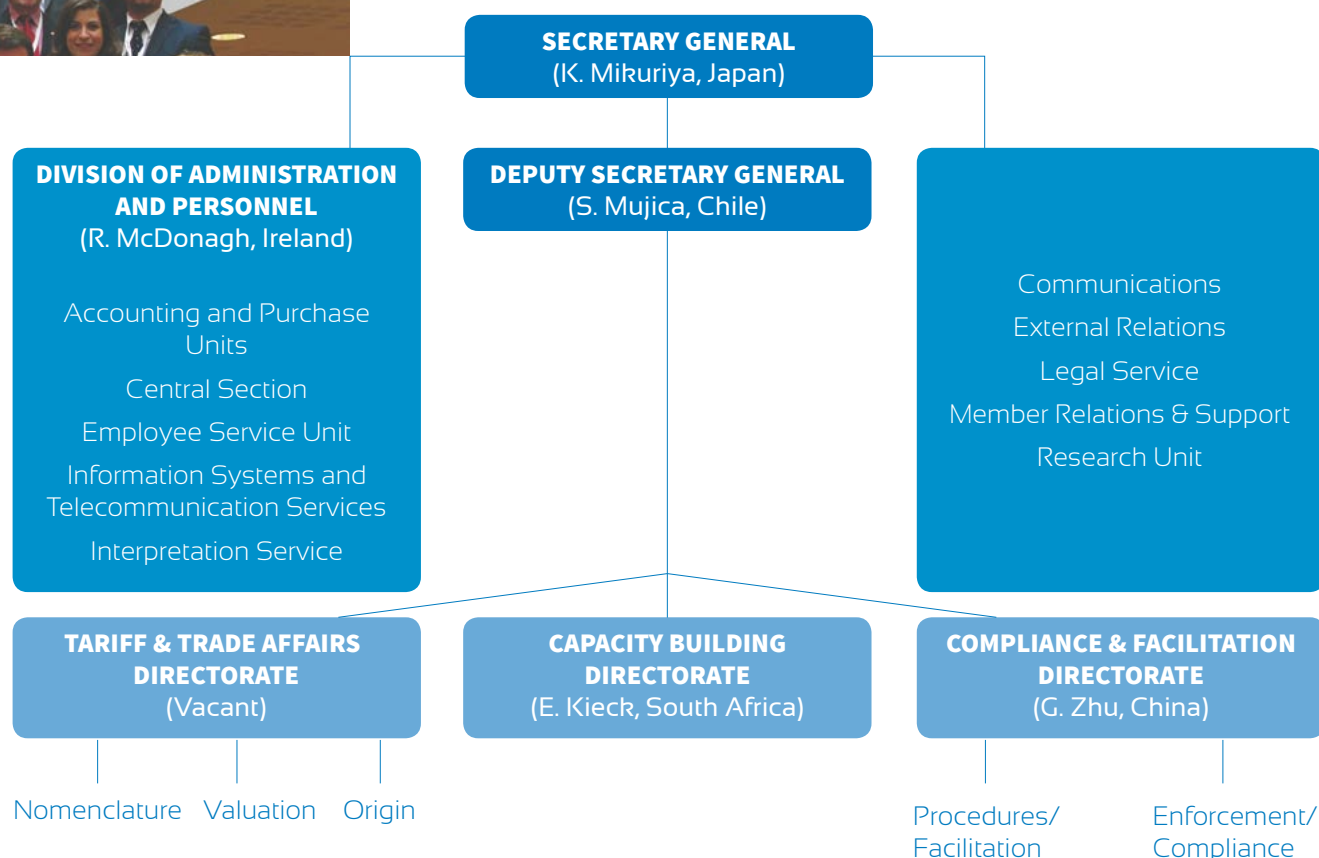 SECRETARY GENERAL
(K. Mikuriya, Japan)
DIVISION OF ADMINISTRATION
AND PERSONNEL
(R. McDonagh, Ireland)
Accounting and Purchase
Units
Central Section
Employee Service Unit
Information Systems and
Telecommunication Services
Interpretation Service
DEPUTY SECRETARY GENERAL
(S. Mujica, Chile)
Communications
External Relations
Legal Service
Member Relations & Support
Research Unit
TARIFF & TRADE AFFAIRS
DIRECTORATE
(Vacant)
Nomenclature
Valuation
Origin
CAPACITY BUILDING
DIRECTORATE
(E. Kieck, South Africa)
COMPLIANCE & FACILITATION
DIRECTORATE
(G. Zhu, China)
Procedures/
Facilitation
Enforcement/
Compliance